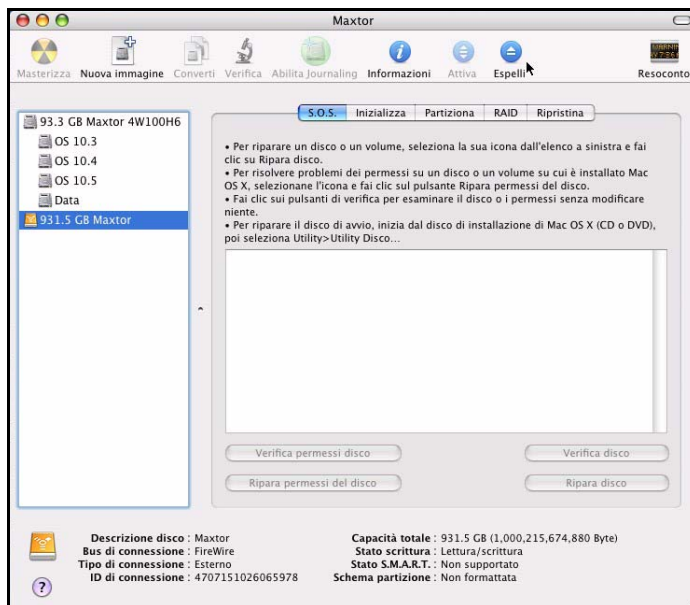 Maxtor
Masterizza Nuova immagine Converti Verifica Abilita Journaling Informazioni Attiva Espelli Resoconto
S.O.S. Inizializza Partiziona RAID Ripristina
93.3 GB Maxtor 4W100H6
OS 10.3
OS 10.4
OS 10.5
Data
931.5 GB Maxtor
• Per riparare un disco o un volume, seleziona la sua icona dall'elenco a sinistra e fai
clic su Ripara disco.
• Per risolvere problemi dei permessi su un disco o un volume su cui è installato Mac
OS X, selezionane l'icona e fai clic sul pulsante Ripara permessi del disco.
• Fai clic sui pulsanti di verifica per esaminare il disco o i permessi senza modificare
niente.
• Per riparare il disco di avvio, inizia dal disco di installazione di Mac OS X (CD o DVD),
poi seleziona Utility>Utility Disco...
Verifica permessi disco Verifica disco
Ripara permessi del disco Ripara disco
Descrizione disco : Maxtor
Bus di connessione : FireWire
Tipo di connessione : Esterno
ID di connessione : 4707151026065978
Capacità totale : 931.5 GB (1,000,215,674,880 Byte)
Stato scrittura : Lettura/scrittura
Stato S.M.A.R.T. : Non supportato
Schema partizione : Non formattata